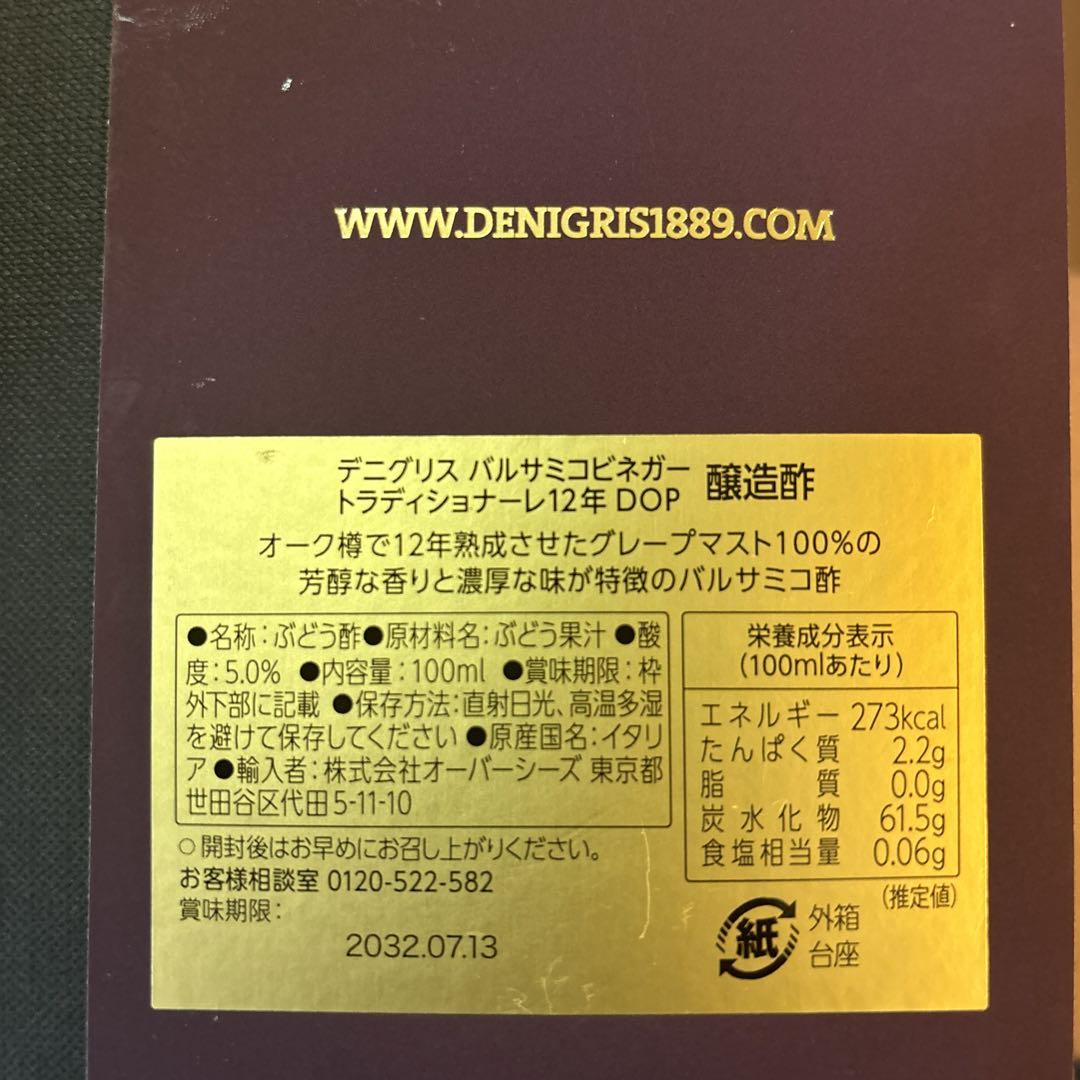 WWW.DENIGRIS1889.COM
デニグリス バルサミコビネガー
トラディショナーレ12年 DOP
醸造酢
オーク樽で12年熟成させたグレープマスト100%の
芳醇な香りと濃厚な味が特徴のバルサミコ酢
●名称：ぶどう酢●原材料名：ぶどう果汁 ●酸
度：5.0% ●内容量：100ml ●賞味期限：枠
外下部に記載 ●保存方法：直射日光、高温多湿
を避けて保存してください ●原産国名：イタリ
ア ●輸入者：株式会社オーバーシーズ 東京都
世田谷区代田5-11-10
○開封後はお早めにお召し上がりください。
お客様相談室 0120-522-582
賞味期限：
2032.07.13
栄養成分表示
(100mlあたり)
エネルギー 273kcal
たんぱく質 2.2g
脂質 0.0g
炭水化物 61.5g
食塩相当量 0.06g
(推定値)
紙
外箱
台座